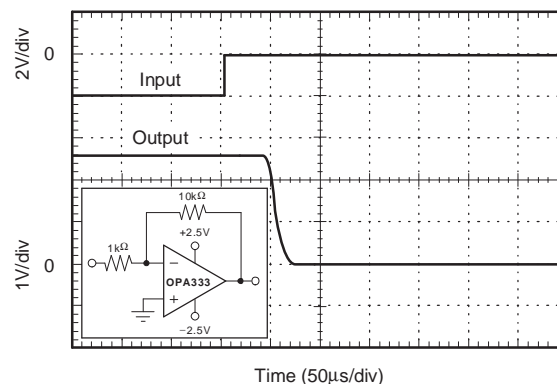 2V/div
0
Input
Output
10kΩ
+2.5V
1kΩ
−
OPA333
+
−2.5V
1V/div
0
Time (50μs/div)